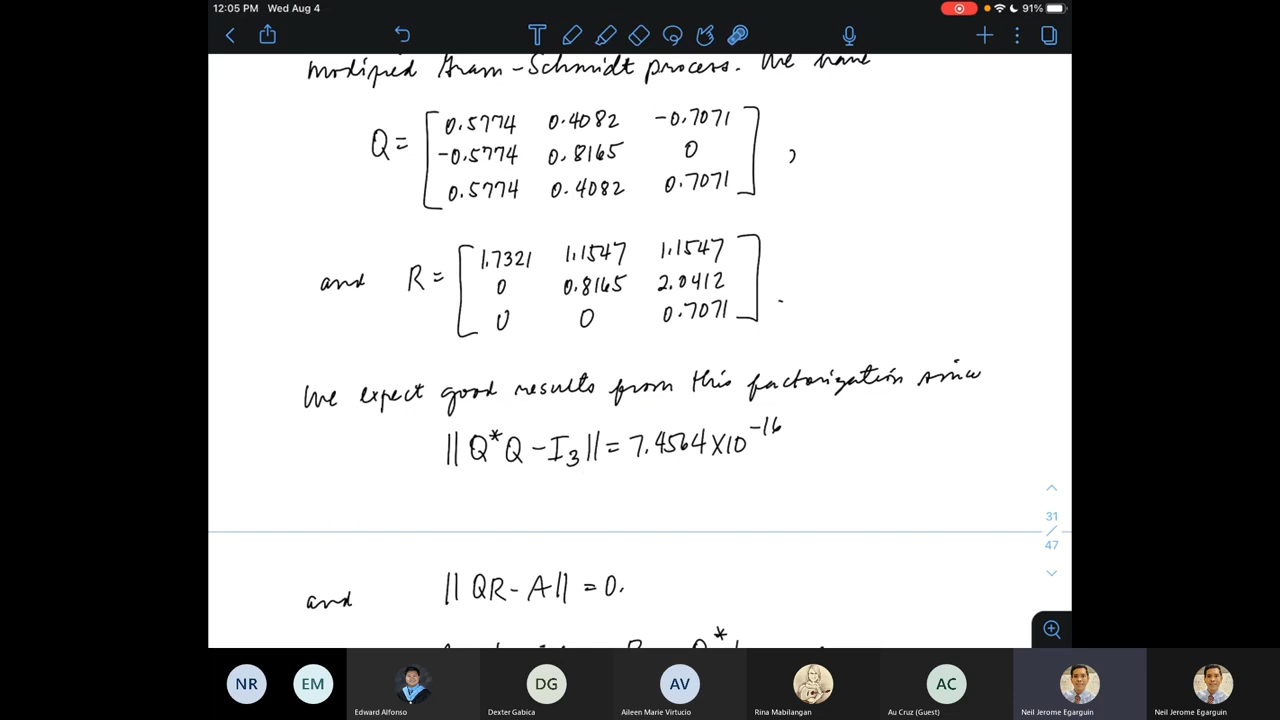 12:05 PM Wed Aug 4
91%
modified Gram-Schmidt process. We have
Q = [ 0.5774 0.4082 -0.7071
-0.5774 0.8165 0
0.5774 0.4082 0.7071 ] ,
and R = [ 1.7321 1.1547 1.1547
0 0.8165 2.0412
0 0 0.7071 ] .
We expect good results from this factorization since
|| Q*Q - I₃ || = 7.4564 X 10⁻¹⁶
31
/
47
and || QR - A || = 0.
NR
EM
DG
AV
AC
Edward Alfonso
Dexter Gabica
Aileen Marie Virtucio
Rina Mabilangan
Au Cruz (Guest)
Neil Jerome Egarguin
Neil Jerome Egarguin